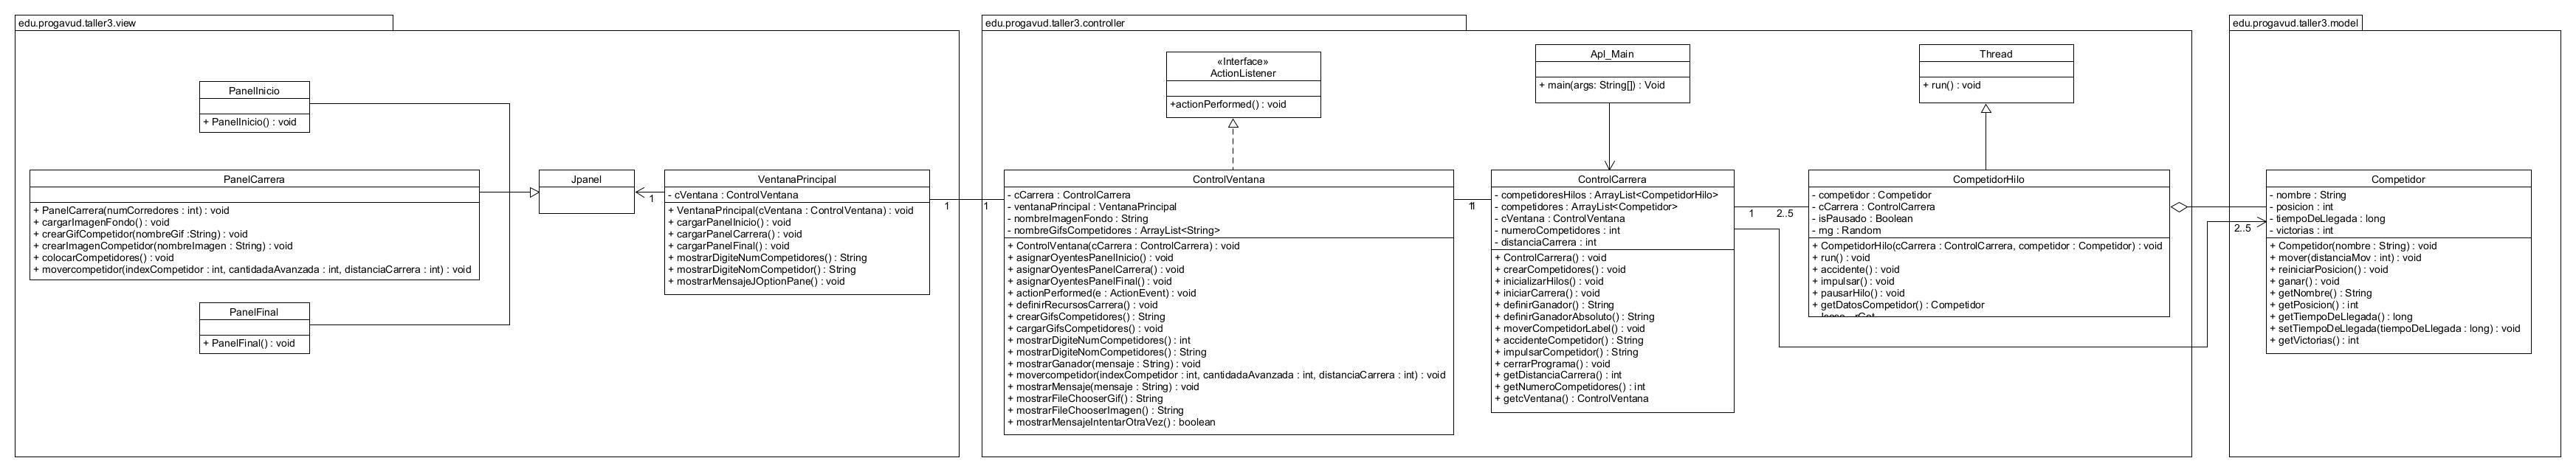 edu.progavud.taller3.view
PanelInicio
+ PanelInicio() : void
PanelCarrera
+ PanelCarrera(numCorredores : int) : void
+ cargarImagenFondo() : void
+ crearGifCompetidor(nombreGif :String) : void
+ crearImagenCompetidor(nombreImagen : String) : void
+ colocarCompetidores() : void
+ movercompetidor(indexCompetidor : int, cantidadaAvanzada : int, distanciaCarrera : int) : void
PanelFinal
+ PanelFinal() : void
Jpanel
1
VentanaPrincipal
- cVentana : ControlVentana
+ VentanaPrincipal(cVentana : ControlVentana) : void
+ cargarPanelInicio() : void
+ cargarPanelCarrera() : void
+ cargarPanelFinal() : void
+ mostrarDigiteNumCompetidores() : String
+ mostrarDigiteNomCompetidor() : String
+ mostrarMensajeJOptionPane() : void
1
1
edu.progavud.taller3.controller
«Interface»
ActionListener
+actionPerformed() : void
ControlVentana
- cCarrera : ControlCarrera
- ventanaPrincipal : VentanaPrincipal
- nombreImagenFondo : String
- nombreGifsCompetidores : ArrayList<String>
+ ControlVentana(cCarrera : ControlCarrera) : void
+ asignarOyentesPanelInicio() : void
+ asignarOyentesPanelCarrera() : void
+ asignarOyentesPanelFinal() : void
+ actionPerformed(e : ActionEvent) : void
+ definirRecursosCarrera() : void
+ crearGifsCompetidores() : String
+ cargarGifsCompetidores() : void
+ mostrarDigiteNumCompetidores() : int
+ mostrarDigiteNomCompetidores() : String
+ mostrarGanador(mensaje : String) : void
+ movercompetidor(indexCompetidor : int, cantidadaAvanzada : int, distanciaCarrera : int) : void
+ mostrarMensaje(mensaje : String) : void
+ mostrarFileChooserGif() : String
+ mostrarFileChooserImagen() : String
+ mostrarMensajeIntentarOtraVez() : boolean
1
1
Apl_Main
+ main(args: String[]) : Void
ControlCarrera
- competidoresHilos : ArrayList<CompetidorHilo>
- competidores : ArrayList<Competidor>
- cVentana : ControlVentana
- numeroCompetidores : int
- distanciaCarrera : int
+ ControlCarrera() : void
+ crearCompetidores() : void
+ inicializarHilos() : void
+ iniciarCarrera() : void
+ definirGanador() : String
+ definirGanadorAbsoluto() : String
+ moverCompetidorLabel() : void
+ accidenteCompetidor() : String
+ impulsarCompetidor() : String
+ cerrarPrograma() : void
+ getDistanciaCarrera() : int
+ getNumeroCompetidores() : int
+ getcVentana() : ControlVentana
1
2..5
Thread
+ run() : void
CompetidorHilo
- competidor : Competidor
- cCarrera : ControlCarrera
- isPausado : Boolean
- rng : Random
+ CompetidorHilo(cCarrera : ControlCarrera, competidor : Competidor) : void
+ run() : void
+ accidente() : void
+ impulsar() : void
+ pausarHilo() : void
+ getDatosCompetidor() : Competidor
edu.progavud.taller3.model
2..5
Competidor
- nombre : String
- posicion : int
- tiempoDeLlegada : long
- victorias : int
+ Competidor(nombre : String) : void
+ mover(distanciaMov : int) : void
+ reiniciarPosicion() : void
+ ganar() : void
+ getNombre() : String
+ getPosicion() : int
+ getTiempoDeLlegada() : long
+ setTiempoDeLlegada(tiempoDeLlegada : long) : void
+ getVictorias() : int